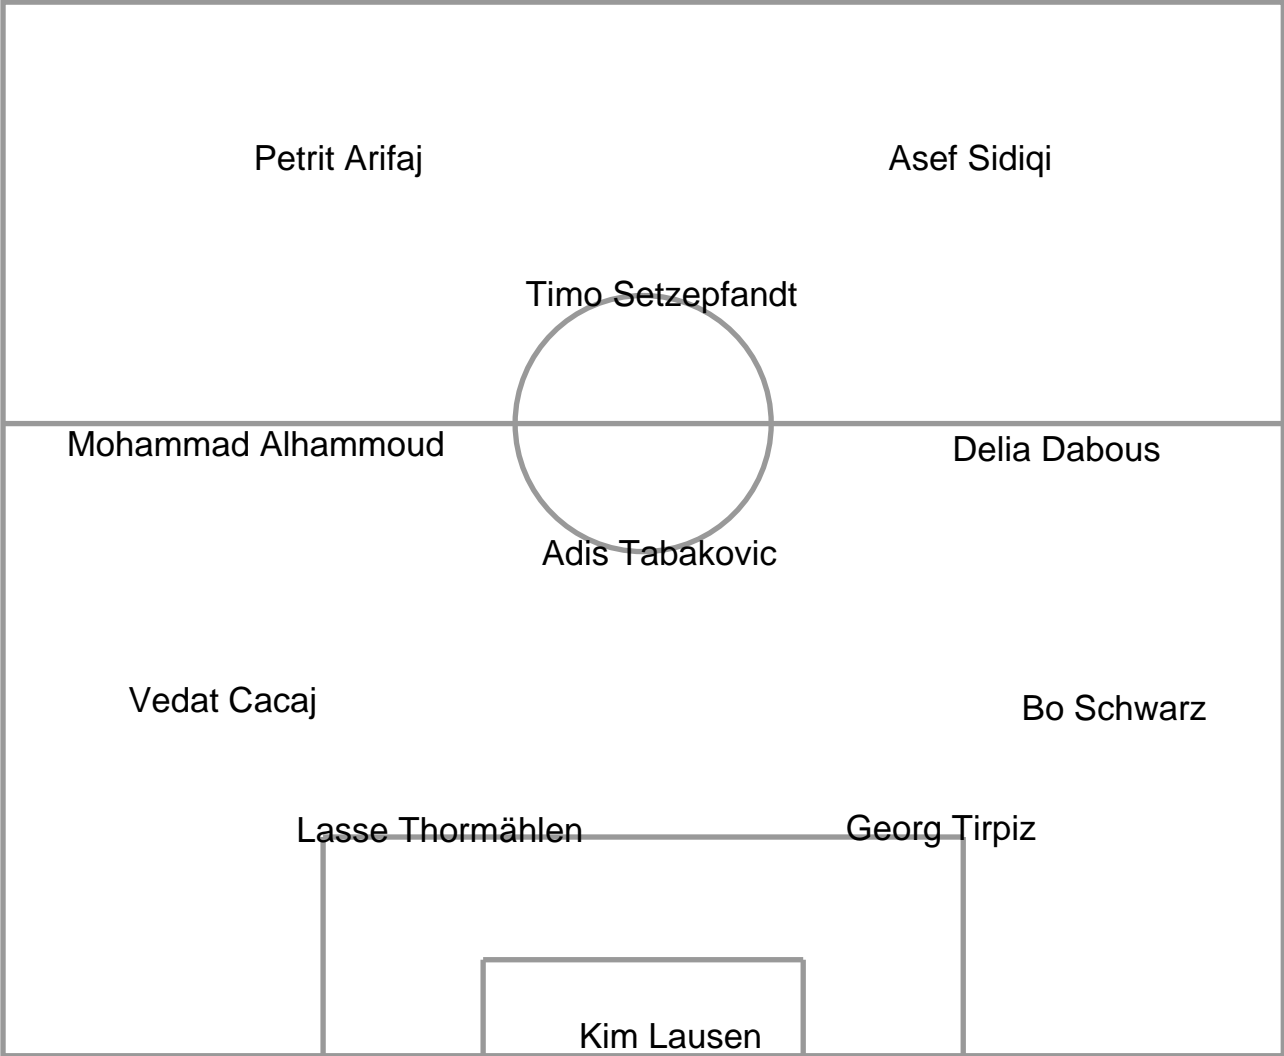 Petrit Arifaj
Asef Sidiqi
Timo Setzepfandt
Mohammad Alhammoud
Delia Dabous
Adis Tabakovic
Vedat Cacaj
Bo Schwarz
Lasse Thormählen
Georg Tirpiz
Kim Lausen